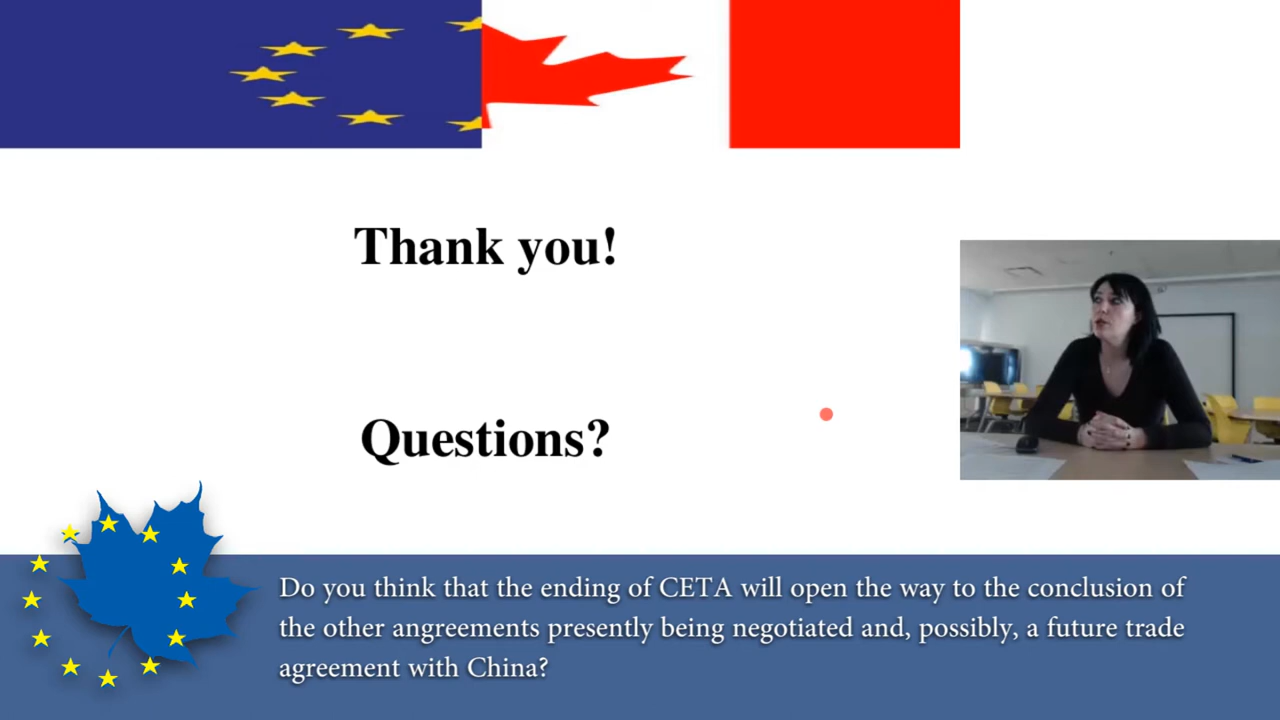 Thank you!
Questions?
Do you think that the ending of CETA will open the way to the conclusion of
the other angreements presently being negotiated and, possibly, a future trade
agreement with China?